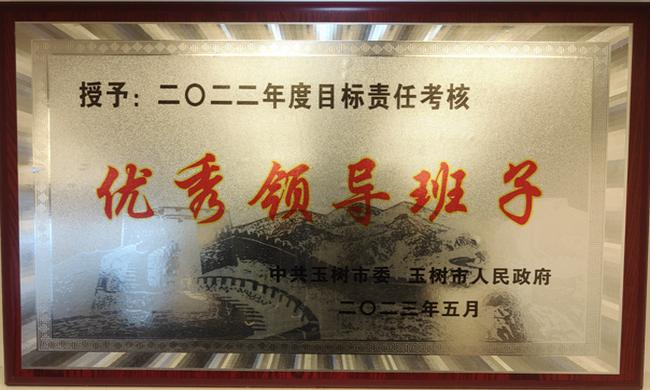 授予：二〇二二年度目标责任考核
优秀领导班子
中共玉树市委 玉树市人民政府
二〇二三年五月